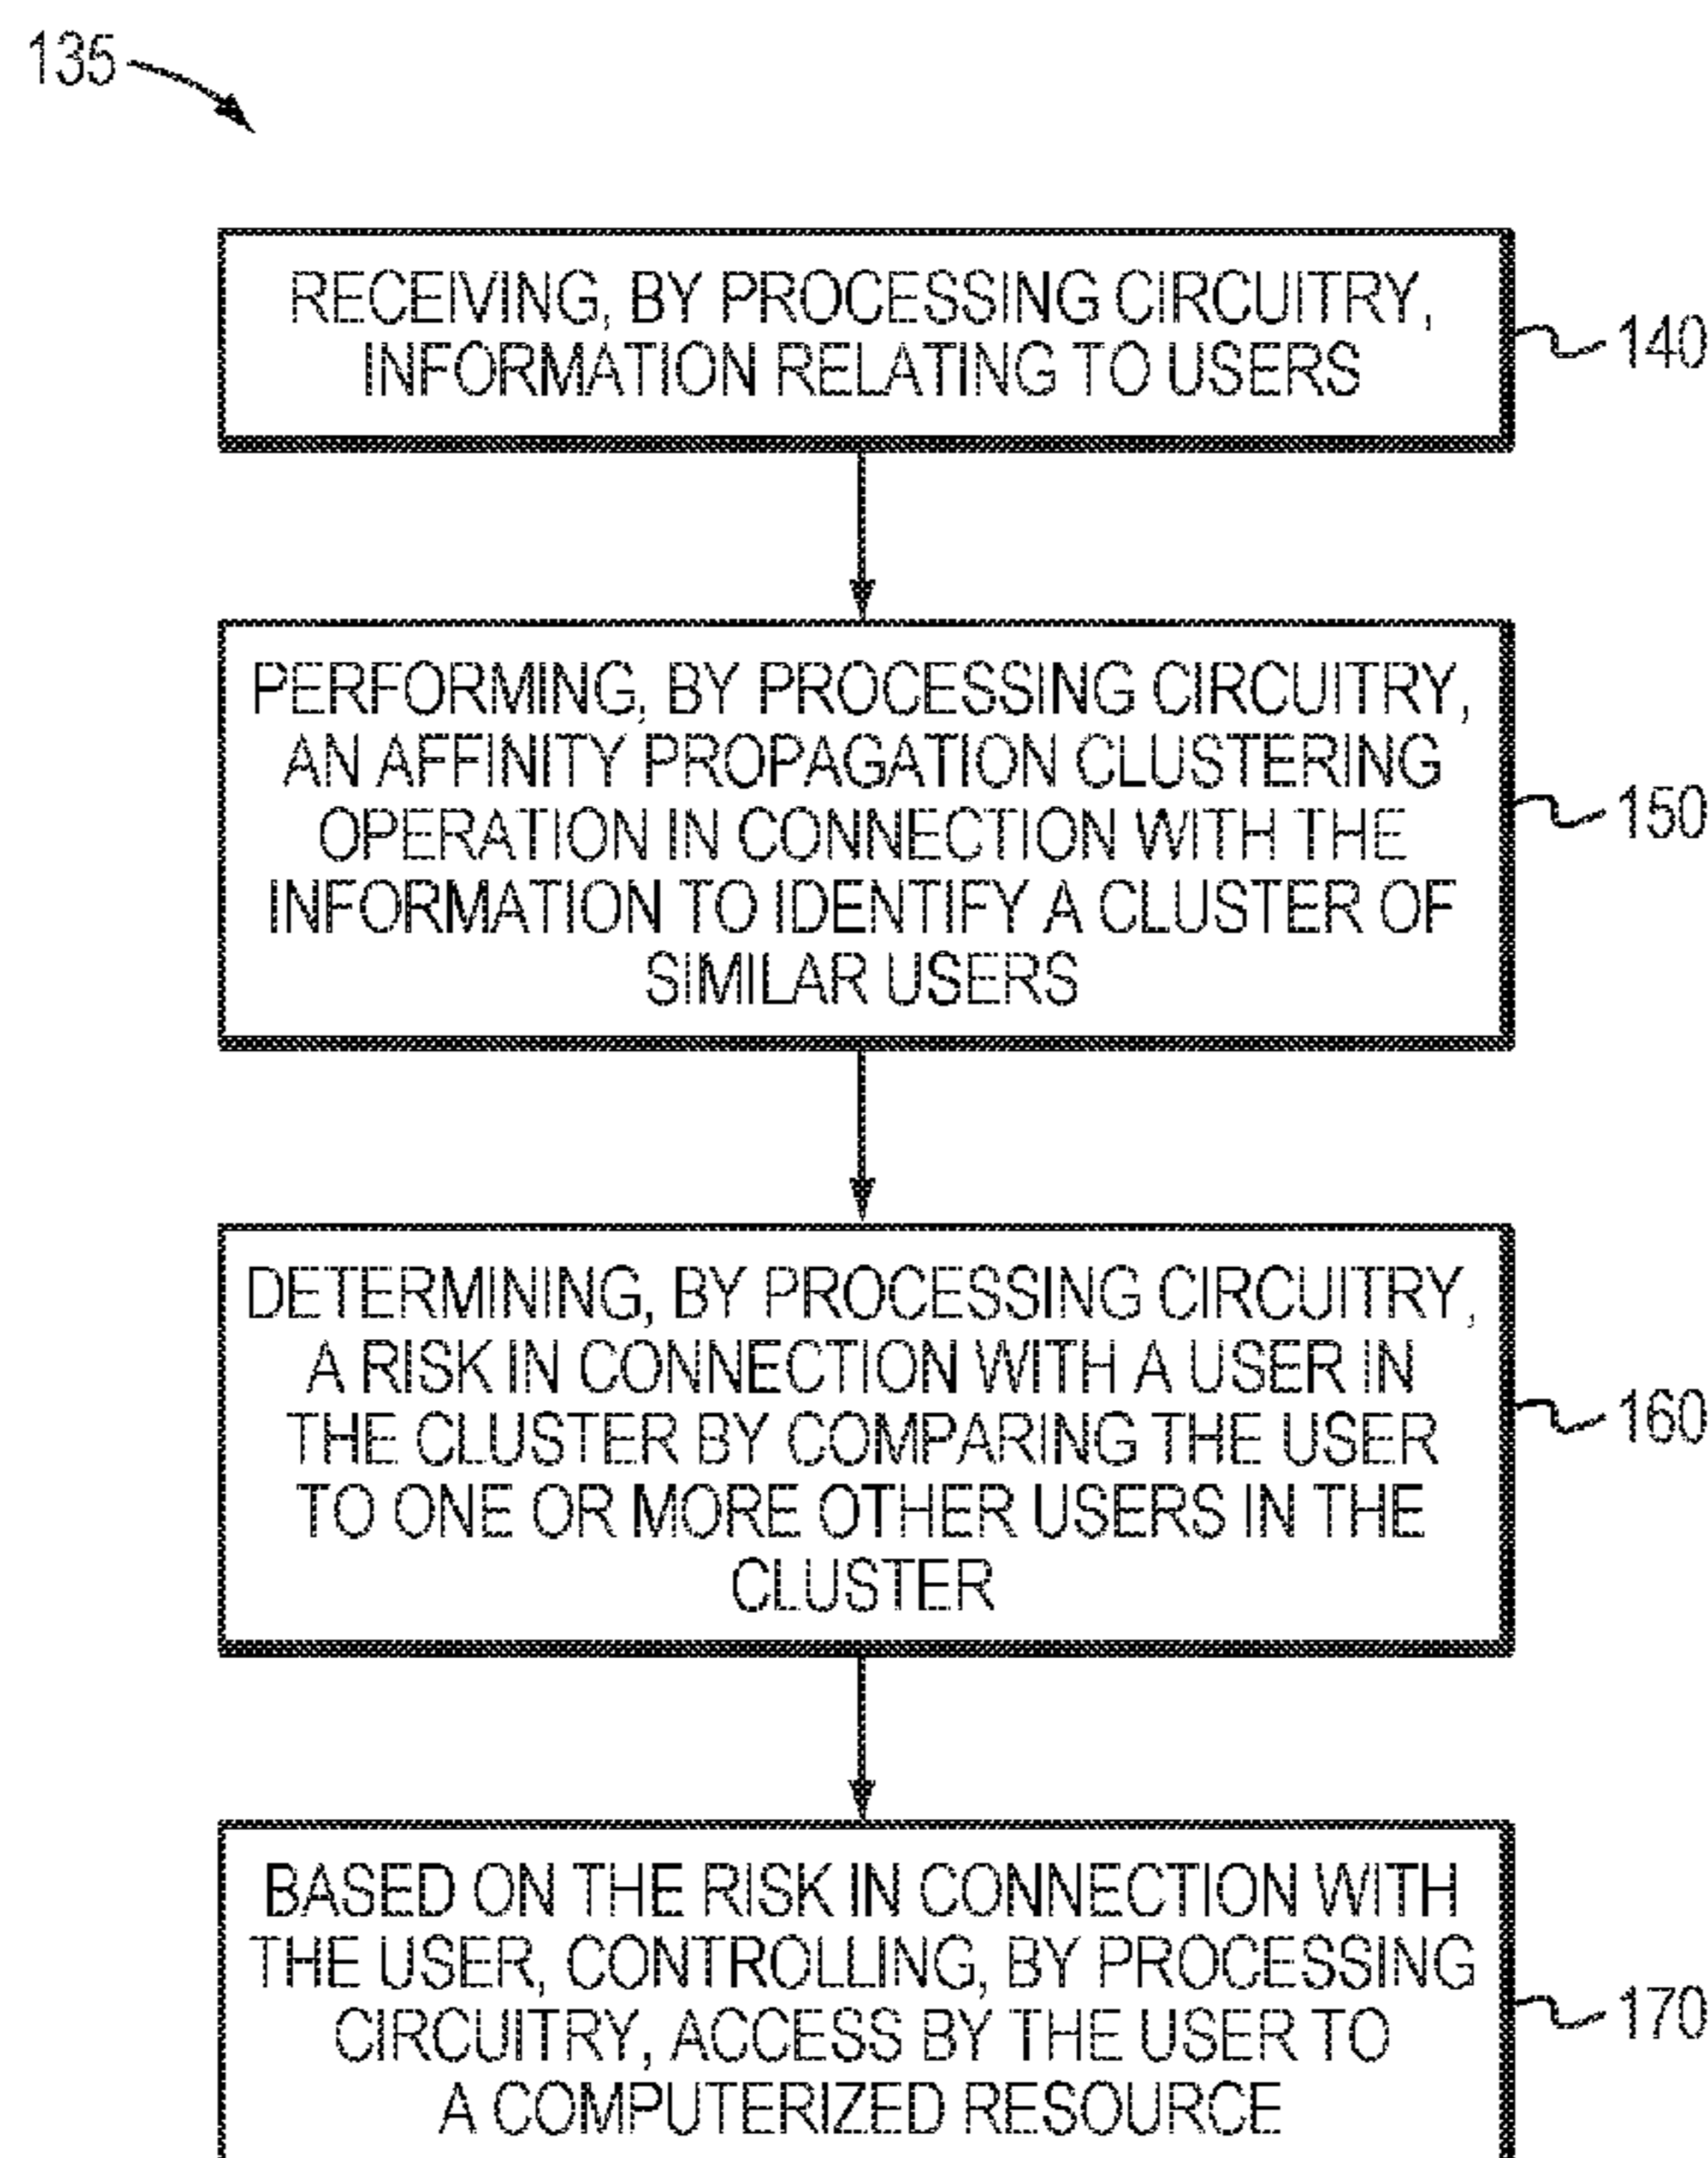 135
RECEIVING, BY PROCESSING CIRCUITRY,
INFORMATION RELATING TO USERS
140
PERFORMING, BY PROCESSING CIRCUITRY,
AN AFFINITY PROPAGATION CLUSTERING
OPERATION IN CONNECTION WITH THE
INFORMATION TO IDENTIFY A CLUSTER OF
SIMILAR USERS
150
DETERMINING, BY PROCESSING CIRCUITRY,
A RISK IN CONNECTION WITH A USER IN
THE CLUSTER BY COMPARING THE USER
TO ONE OR MORE OTHER USERS IN THE
CLUSTER
160
BASED ON THE RISK IN CONNECTION WITH
THE USER, CONTROLLING, BY PROCESSING
CIRCUITRY, ACCESS BY THE USER TO
A COMPUTERIZED RESOURCE
170